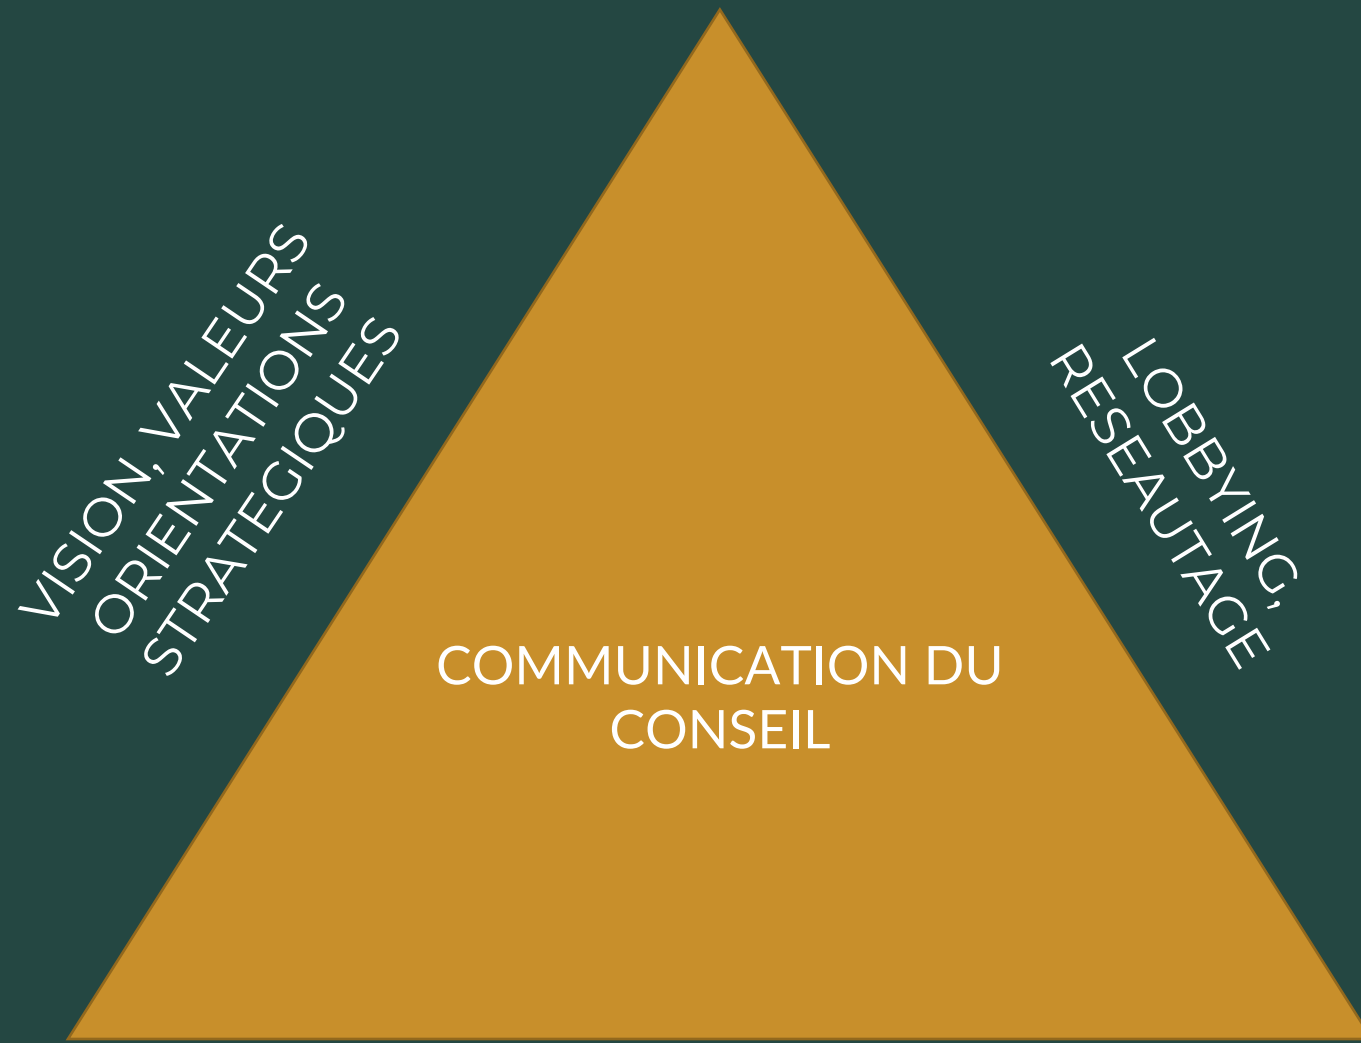 VISION, VALEURS
ORIENTATIONS
STRATEGIQUES
LOBBYING,
RESEAUTAGE
COMMUNICATION DU
CONSEIL